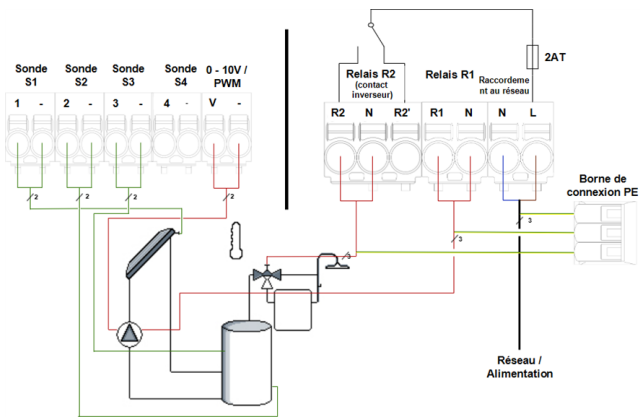 Sonde S1
Sonde S2
Sonde S3
Sonde S4
0 - 10V / PWM
1 - 2 - 3 - 4 - V -
2
2
2
2
Relais R2
(contact
inverseur)
Relais R1
Raccordeme
nt au réseau
2AT
R2 N R2' R1 N N L
Borne de
connexion PE
3
3
3
Réseau /
Alimentation